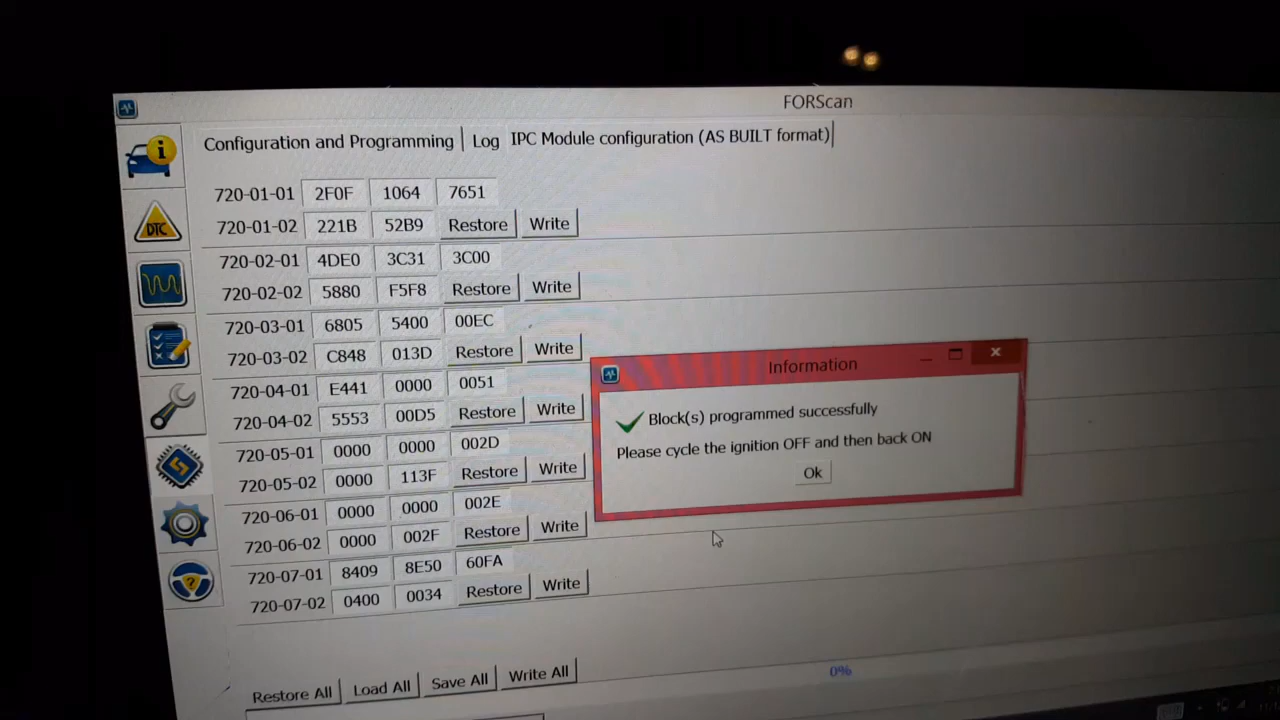 FORScan
Configuration and Programming Log IPC Module configuration (AS BUILT format)
DTC
720-01-01 2F0F 1064 7651
720-01-02 221B 52B9 Restore Write
720-02-01 4DE0 3C31 3C00
720-02-02 5880 F5F8 Restore Write
720-03-01 6805 5400 00EC
720-03-02 C848 013D Restore Write
720-04-01 E441 0000 0051
720-04-02 5553 00D5 Restore Write
720-05-01 0000 0000 002D
720-05-02 0000 113F Restore Write
720-06-01 0000 0000 002E
720-06-02 0000 002F Restore Write
720-07-01 8409 8E50 60FA
720-07-02 0400 0034 Restore Write
Information
Block(s) programmed successfully
Please cycle the ignition OFF and then back ON
Ok
Restore All Load All Save All Write All
0%